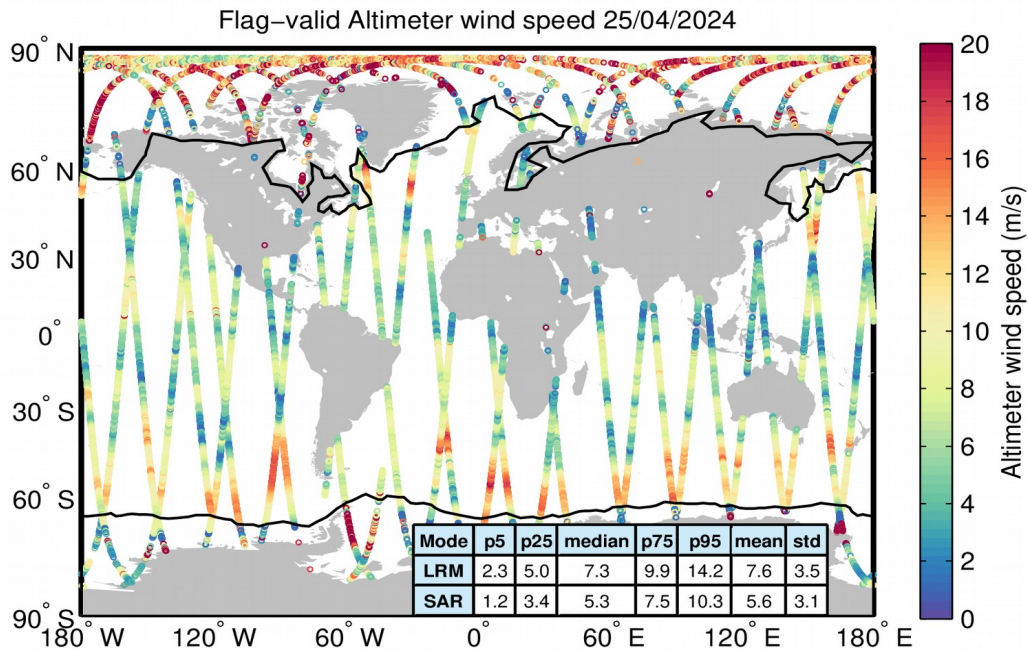 Flag-valid Altimeter wind speed 25/04/2024
90° N
60° N
30° N
0°
30° S
60° S
90° S
180° W
120° W
60° W
0°
60° E
120° E
180° E
Mode p5 p25 median p75 p95 mean std
LRM 2.3 5.0 7.3 9.9 14.2 7.6 3.5
SAR 1.2 3.4 5.3 7.5 10.3 5.6 3.1
20
18
16
14
12
10
8
6
4
2
0
Altimeter wind speed (m/s)